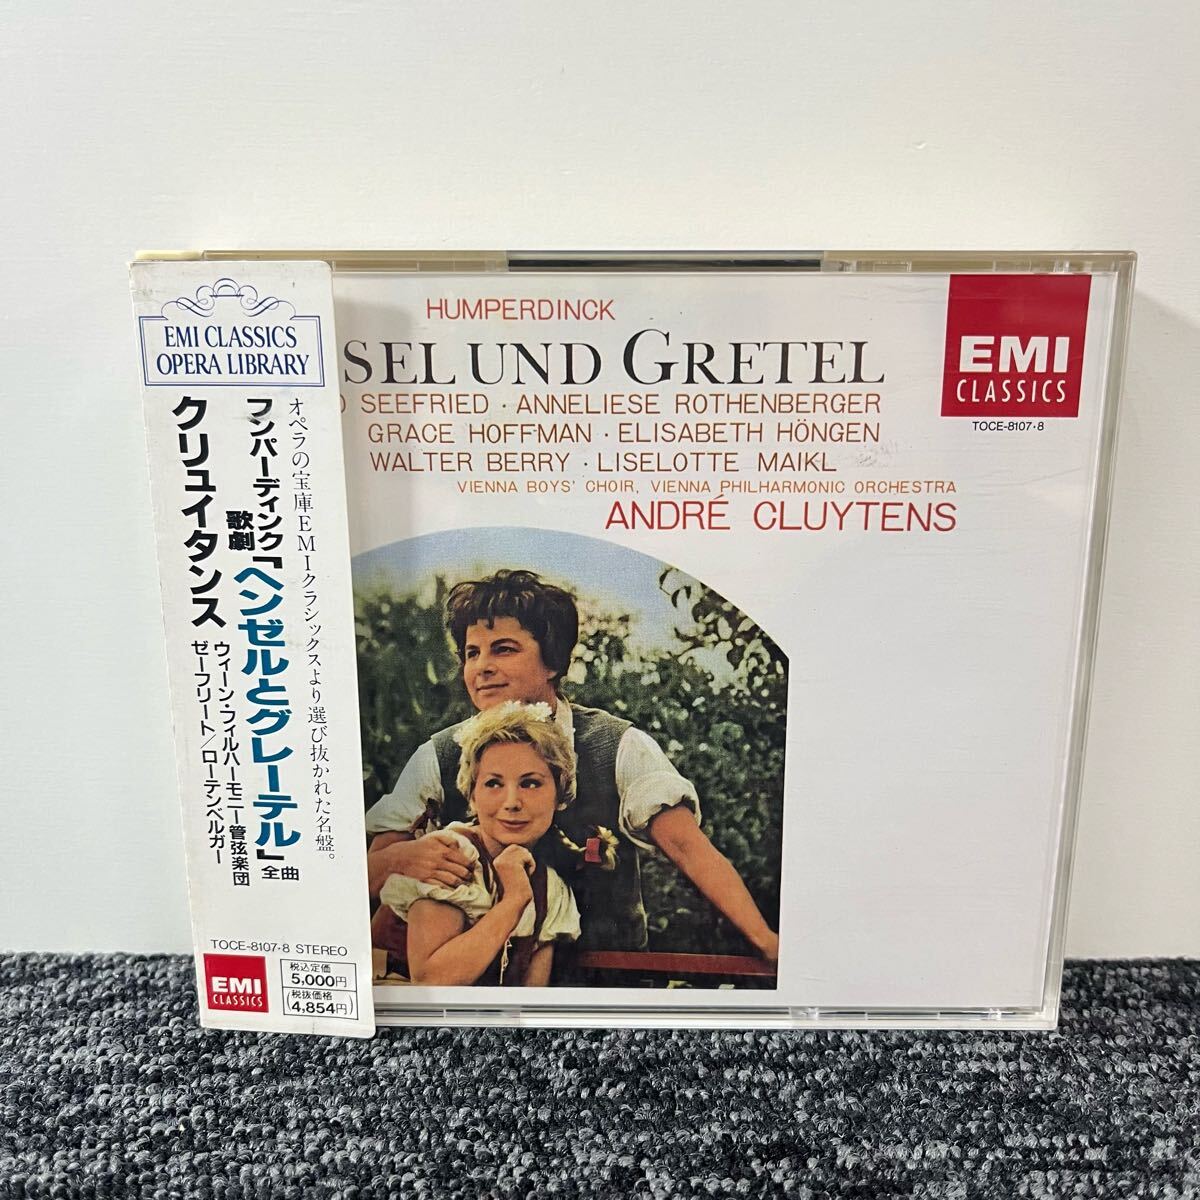 EMI CLASSICS
OPERA LIBRARY
オペラの宝庫EMIクラシックスより選び抜かれた名盤。
フンパーディンク
歌劇「ヘンゼルとグレーテル」全曲
クリュイタンス
ウィーン・フィルハーモニー管弦楽団
ゼーフリート/ローテンベルガー
TOCE-8107・8 STEREO
EMI
CLASSICS
税込定価
5,000円
(税抜価格
4,854円)
HUMPERDINCK
SEL UND GRETEL
D SEEFRIED · ANNELIESE ROTHENBERGER
GRACE HOFFMAN · ELISABETH HÖNGEN
WALTER BERRY · LISELOTTE MAIKL
VIENNA BOYS' CHOIR, VIENNA PHILHARMONIC ORCHESTRA
ANDRÉ CLUYTENS
EMI
CLASSICS
TOCE-8107・8